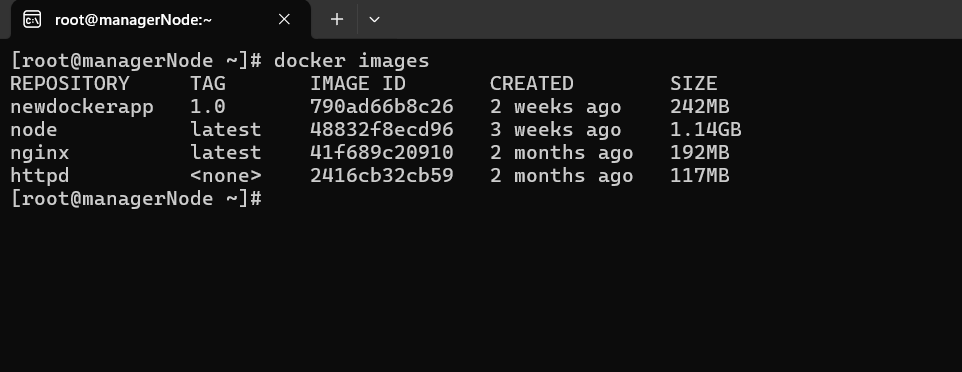 root@managerNode:~
[root@managerNode ~]# docker images
REPOSITORY     TAG       IMAGE ID       CREATED        SIZE
newdockerapp   1.0       790ad66b8c26   2 weeks ago    242MB
node           latest    48832f8ecd96   3 weeks ago    1.14GB
nginx          latest    41f689c20910   2 months ago   192MB
httpd          <none>    2416cb32cb59   2 months ago   117MB
[root@managerNode ~]#